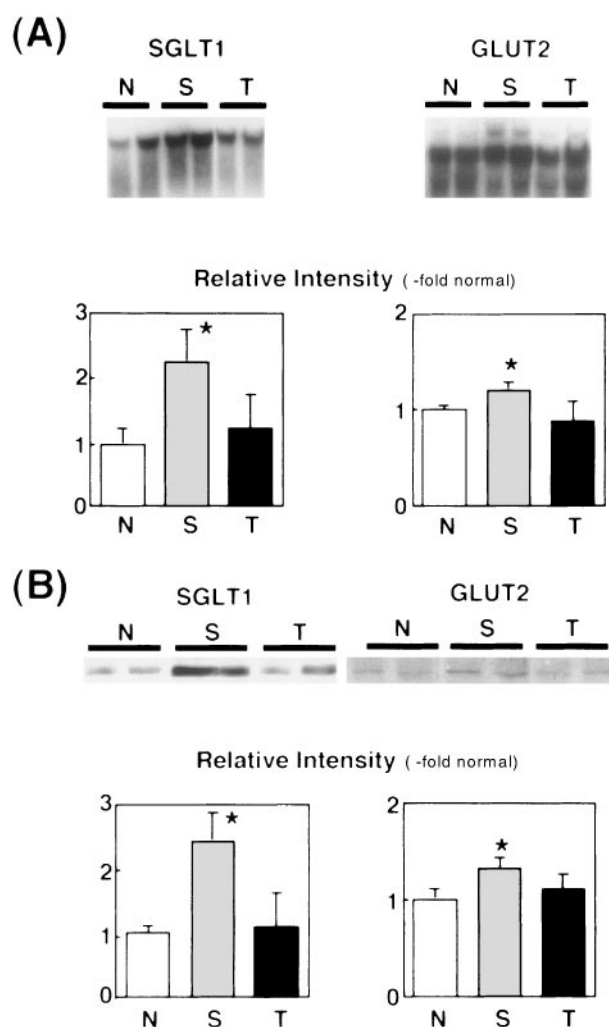 (A)
SGLT1 GLUT2
N S T N S T
Relative Intensity ( -fold normal)
3 2
★ ★
2
1
1
0 0
N S T N S T
(B)
SGLT1 GLUT2
N S T N S T
Relative Intensity ( -fold normal)
3 2
★
★
2
1
1
0 0
N S T N S T